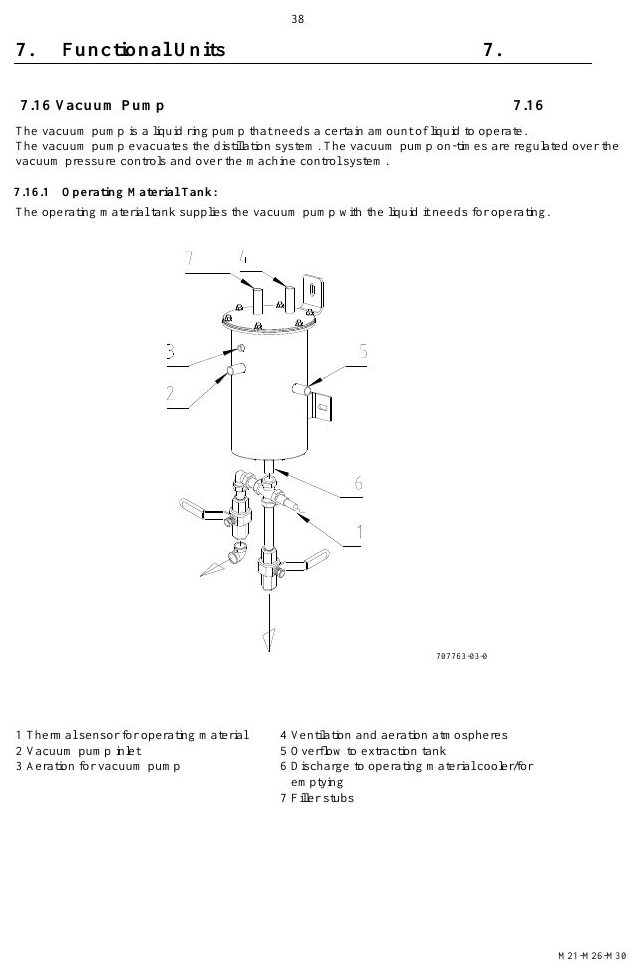 38
7. Functional Units 7.
7.16 Vacuum Pump 7.16
The vacuum pump is a liquid ring pump that needs a certain amount of liquid to operate.
The vacuum pump evacuates the distillation system. The vacuum pump on-times are regulated over the
vacuum pressure controls and over the machine control system.
7.16.1 Operating Material Tank:
The operating material tank supplies the vacuum pump with the liquid it needs for operating.
7 4
3 5
2
6
1
707763-03-0
1 Thermal sensor for operating material 4 Ventilation and aeration atmospheres
2 Vacuum pump inlet 5 Overflow to extraction tank
3 Aeration for vacuum pump 6 Discharge to operating material cooler/for
emptying
7 Filler stubs
M21-M26-M30